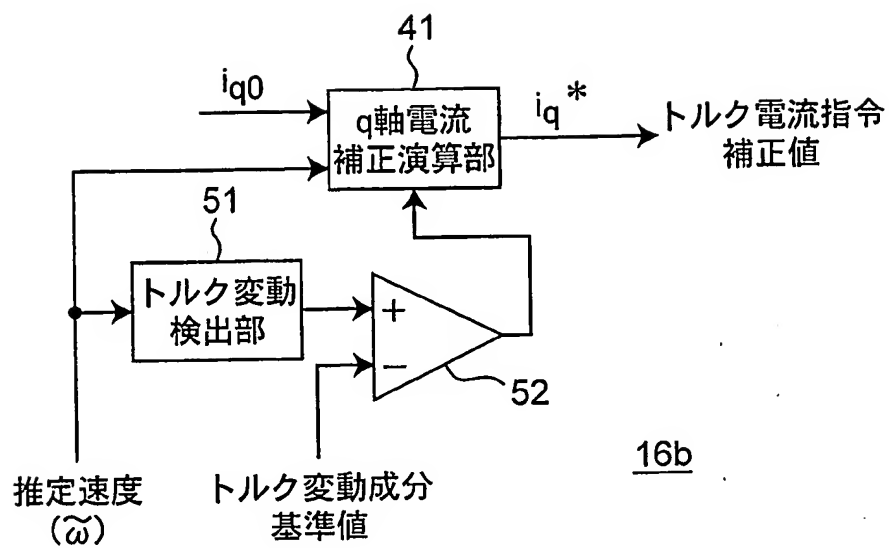 41
iq0
q軸電流
補正演算部
iq*
トルク電流指令
補正値
51
トルク変動
検出部
+
−
52
16b
推定速度
(ω̃)
トルク変動成分
基準値